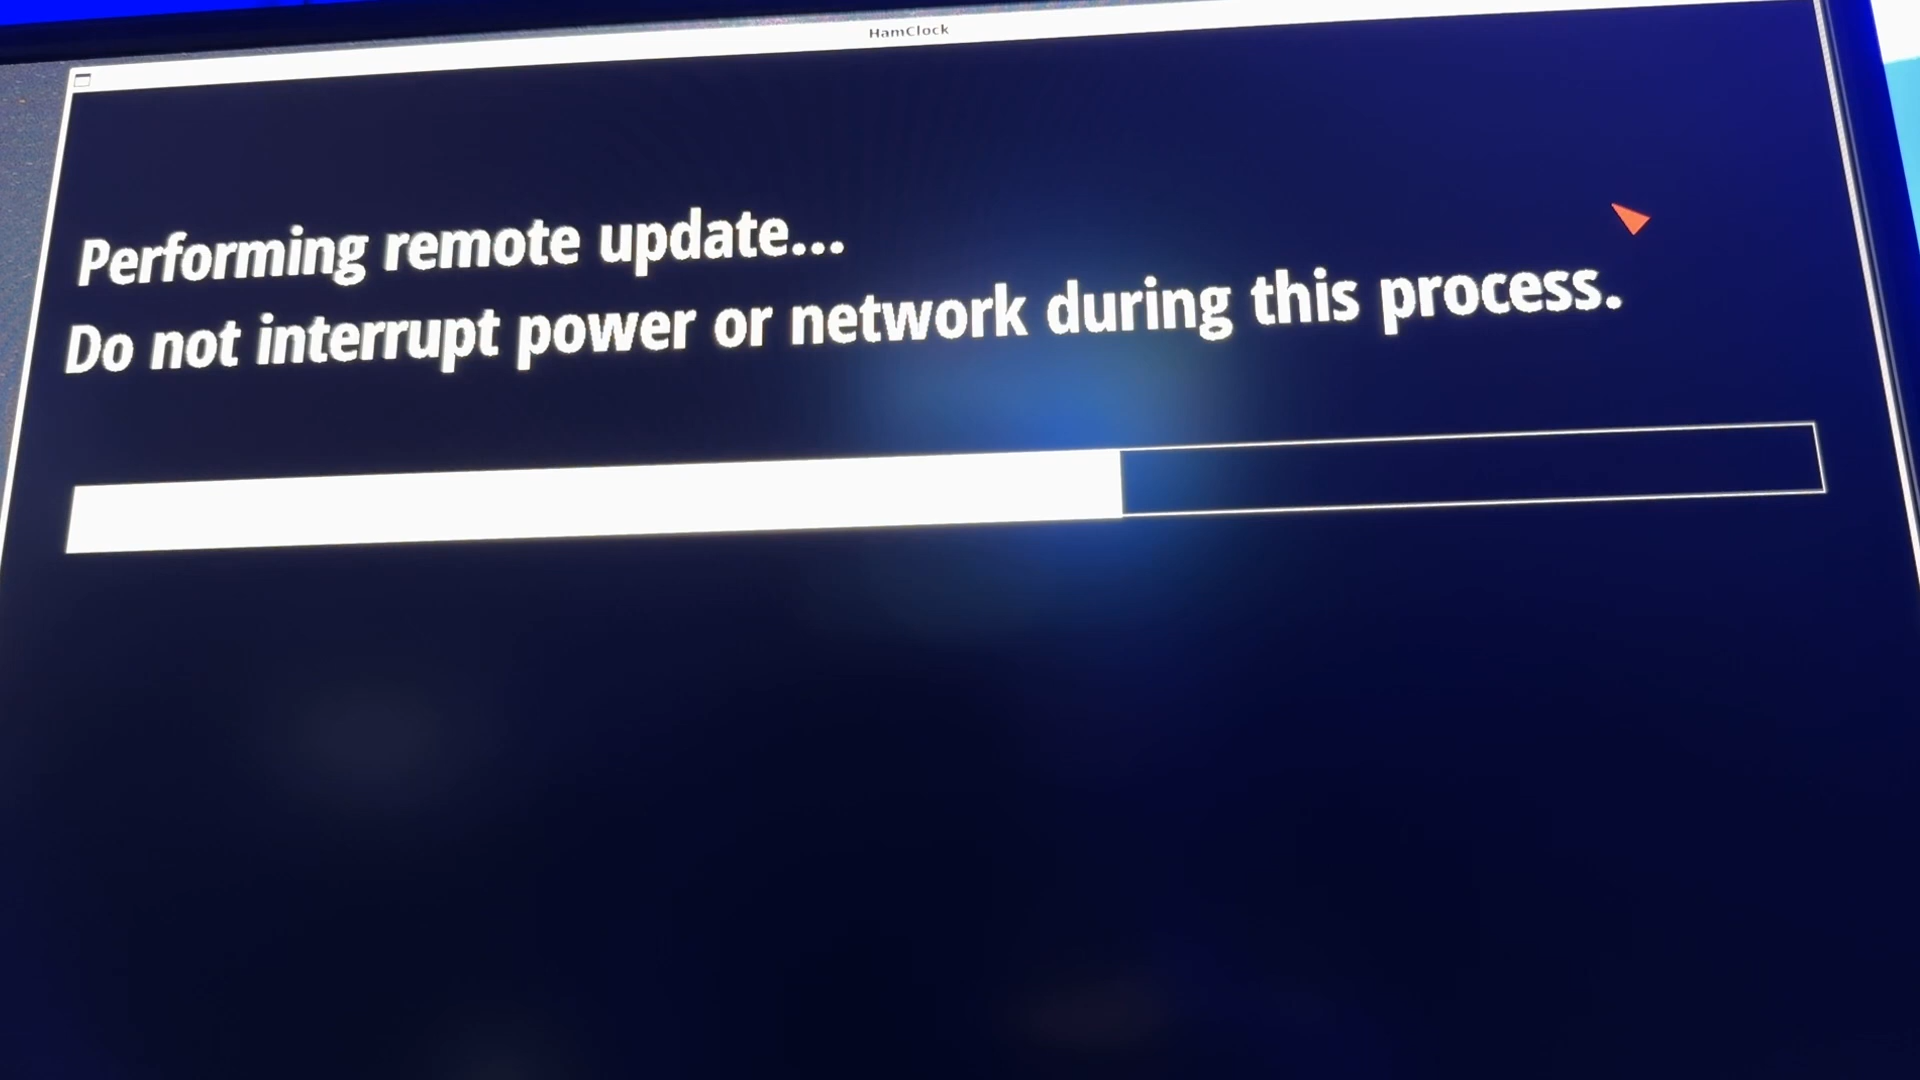 HamClock
Performing remote update...
Do not interrupt power or network during this process.